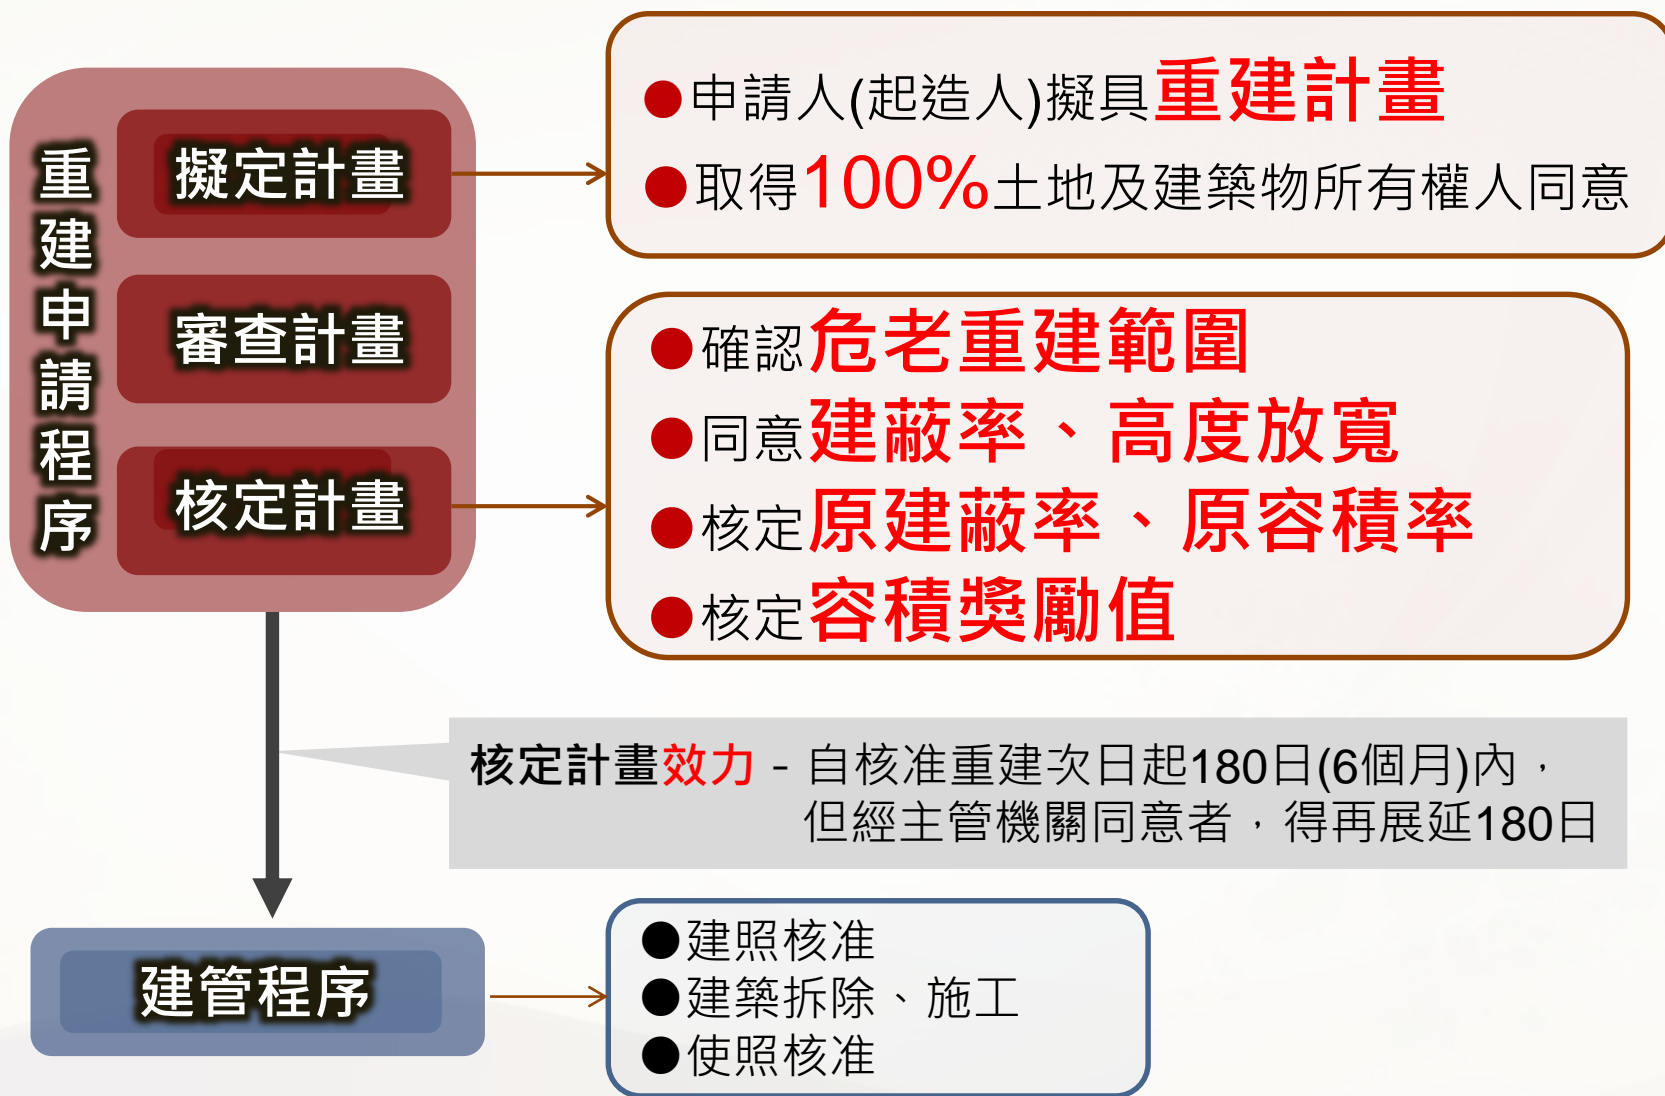 重建申請程序
擬定計畫
●申請人(起造人)擬具重建計畫
●取得100%土地及建築物所有權人同意
審查計畫
核定計畫
●確認危老重建範圍
●同意建蔽率、高度放寬
●核定原建蔽率、原容積率
●核定容積獎勵值
核定計畫效力 - 自核准重建次日起180日(6個月)內，
但經主管機關同意者，得再展延180日
建管程序
●建照核准
●建築拆除、施工
●使照核准